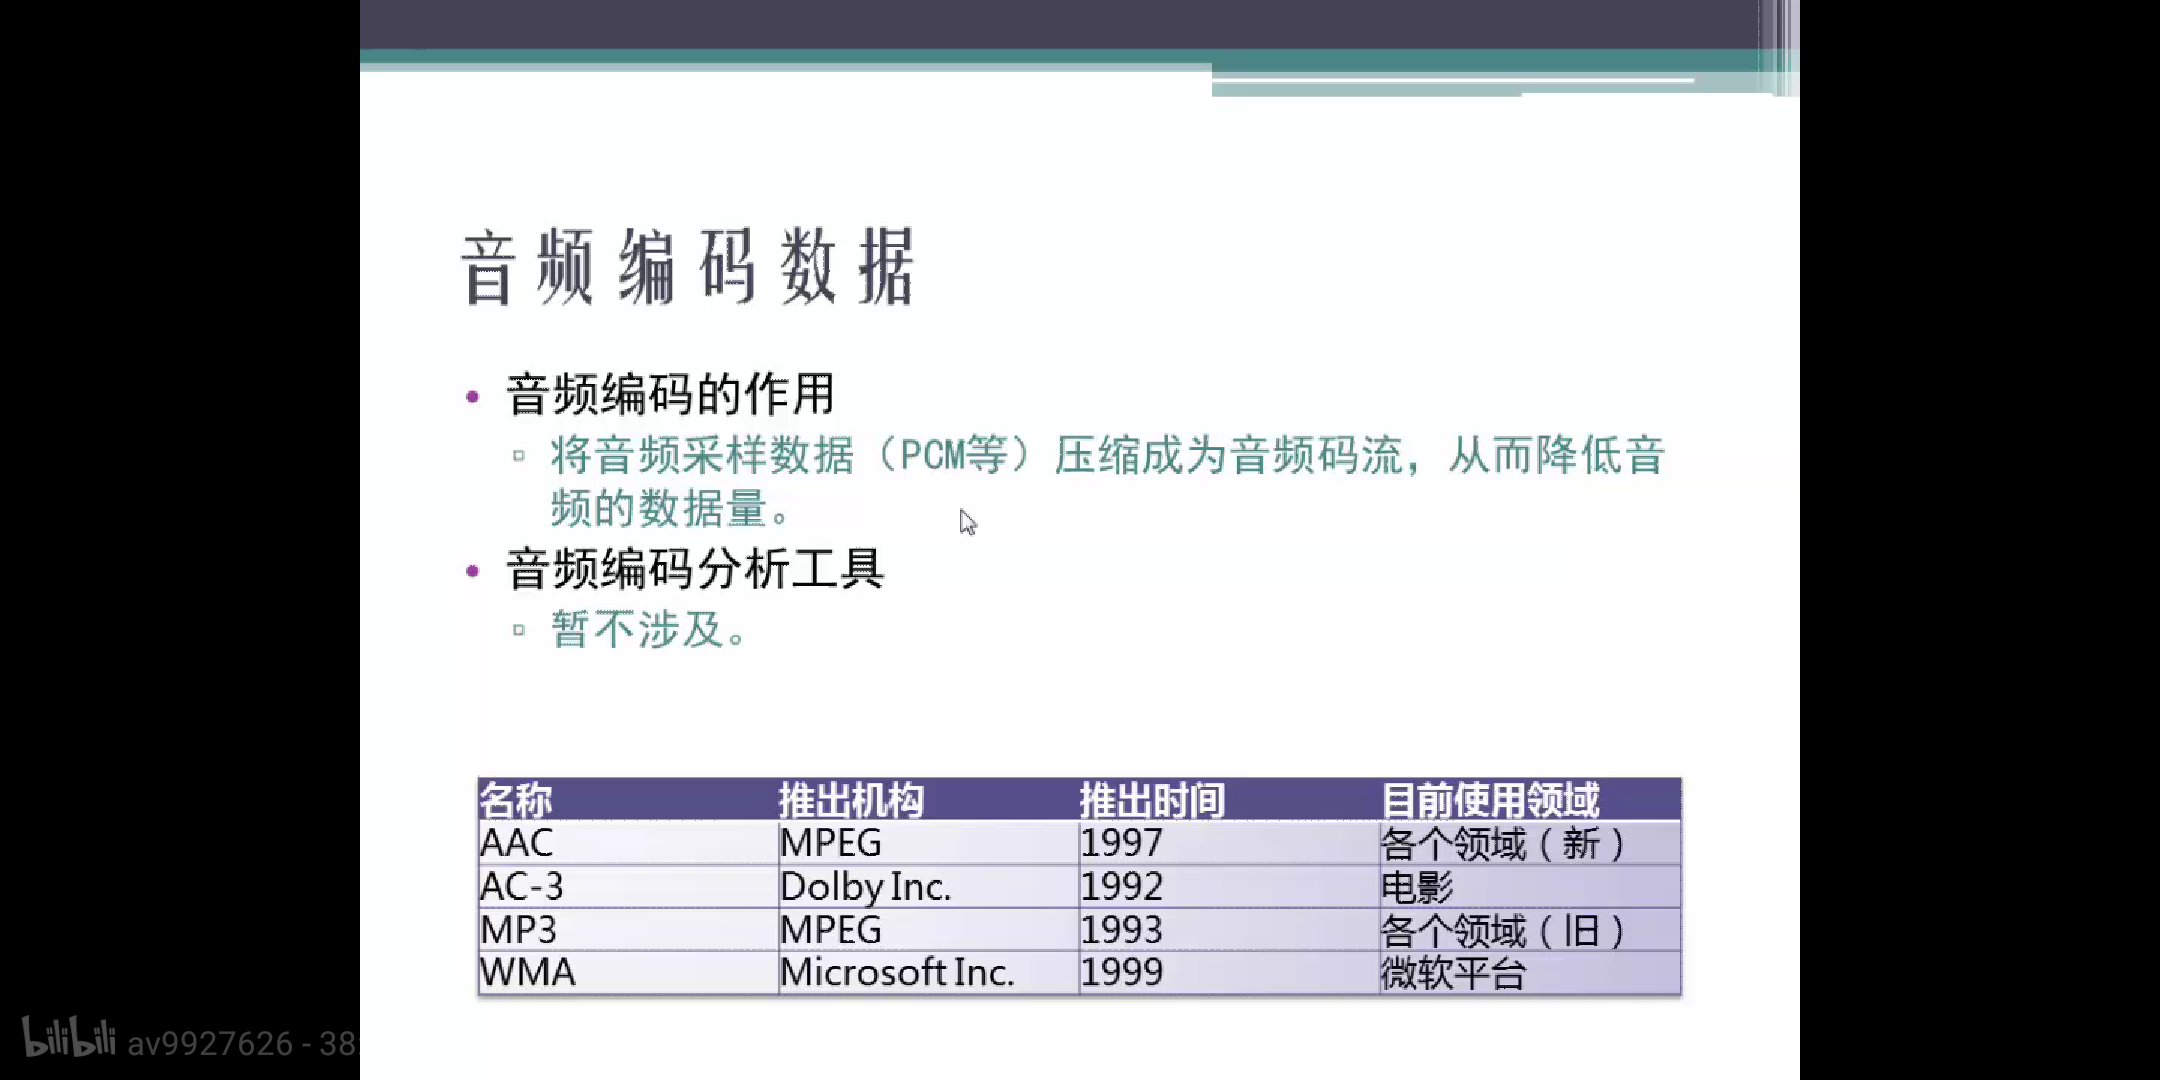 音频编码数据
• 音频编码的作用
▫ 将音频采样数据（PCM等）压缩成为音频码流，从而降低音
频的数据量。
• 音频编码分析工具
▫ 暂不涉及。
名称 推出机构 推出时间 目前使用领域
AAC MPEG 1997 各个领域（新）
AC-3 Dolby Inc. 1992 电影
MP3 MPEG 1993 各个领域（旧）
WMA Microsoft Inc. 1999 微软平台
bilibili av9927626 - 38